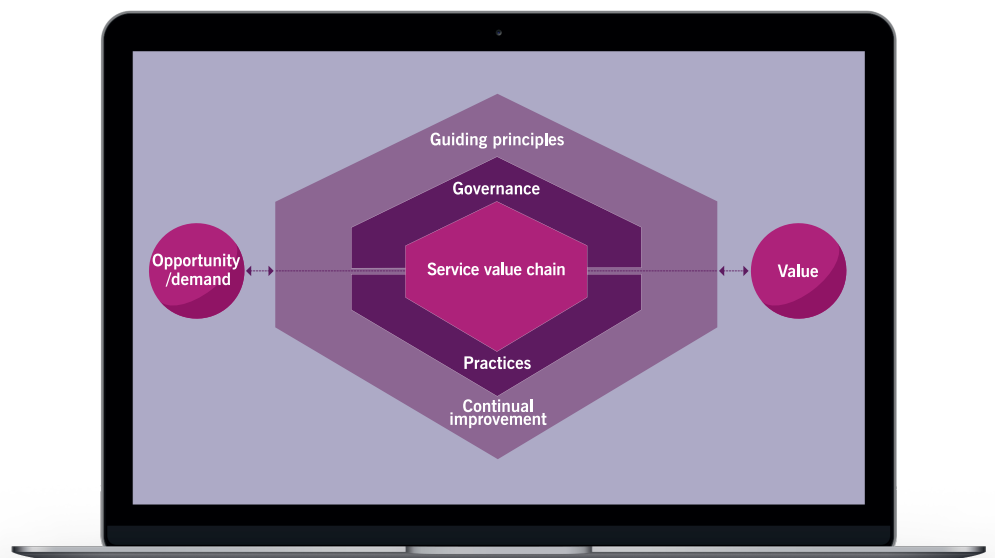 Guiding principles
Governance
Opportunity
/demand
Service value chain
Value
Practices
Continual
improvement